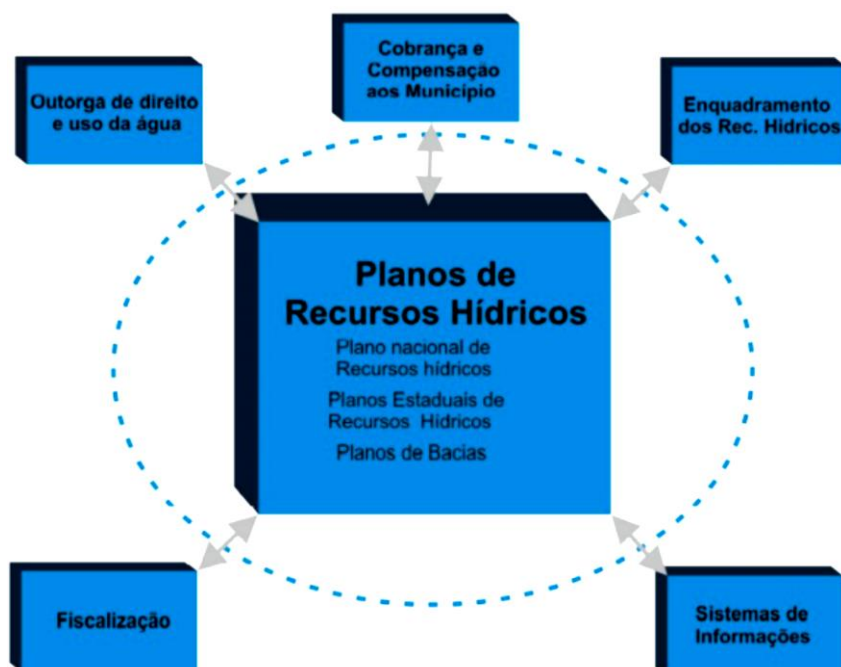 Cobrança e
Compensação
aos Município
Outorga de direito
e uso da água
Enquadramento
dos Rec. Hídricos
Planos de
Recursos Hídricos
Plano nacional de
Recursos hídricos
Planos Estaduais de
Recursos Hídricos
Planos de Bacias
Fiscalização
Sistemas de
Informações